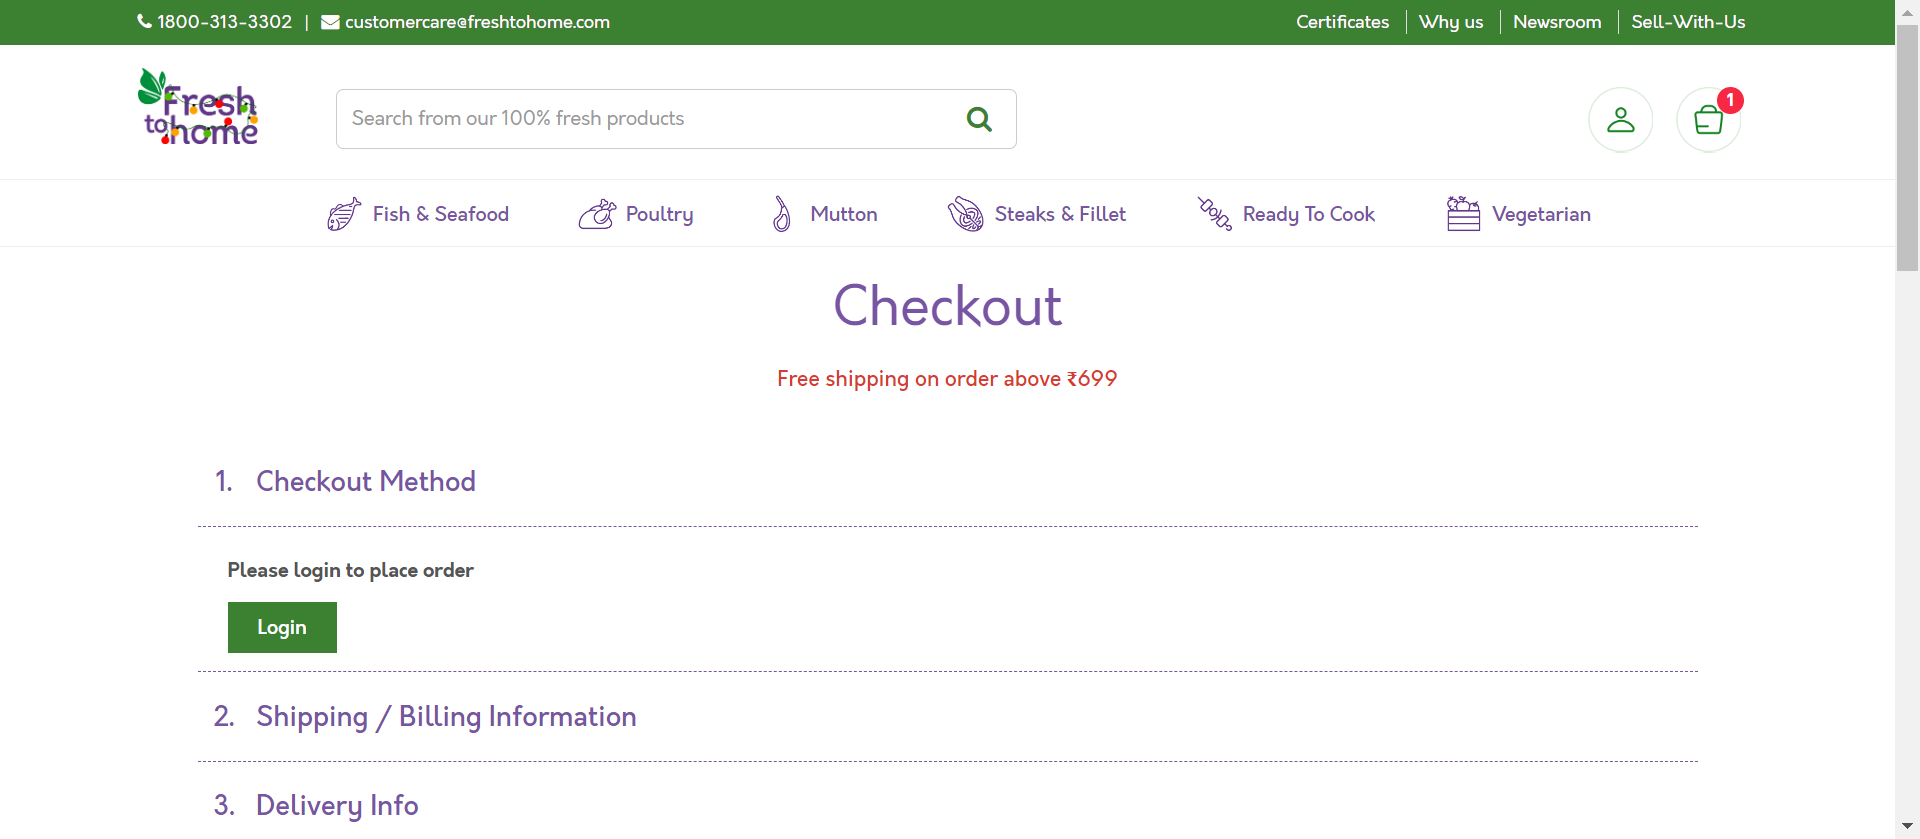 1800-313-3302 | customercare@freshtohome.com
Certificates | Why us | Newsroom | Sell-With-Us
Fresh
to home
Search from our 100% fresh products
1
Fish & Seafood
Poultry
Mutton
Steaks & Fillet
Ready To Cook
Vegetarian
Checkout
Free shipping on order above ₹699
1. Checkout Method
Please login to place order
Login
2. Shipping / Billing Information
3. Delivery Info